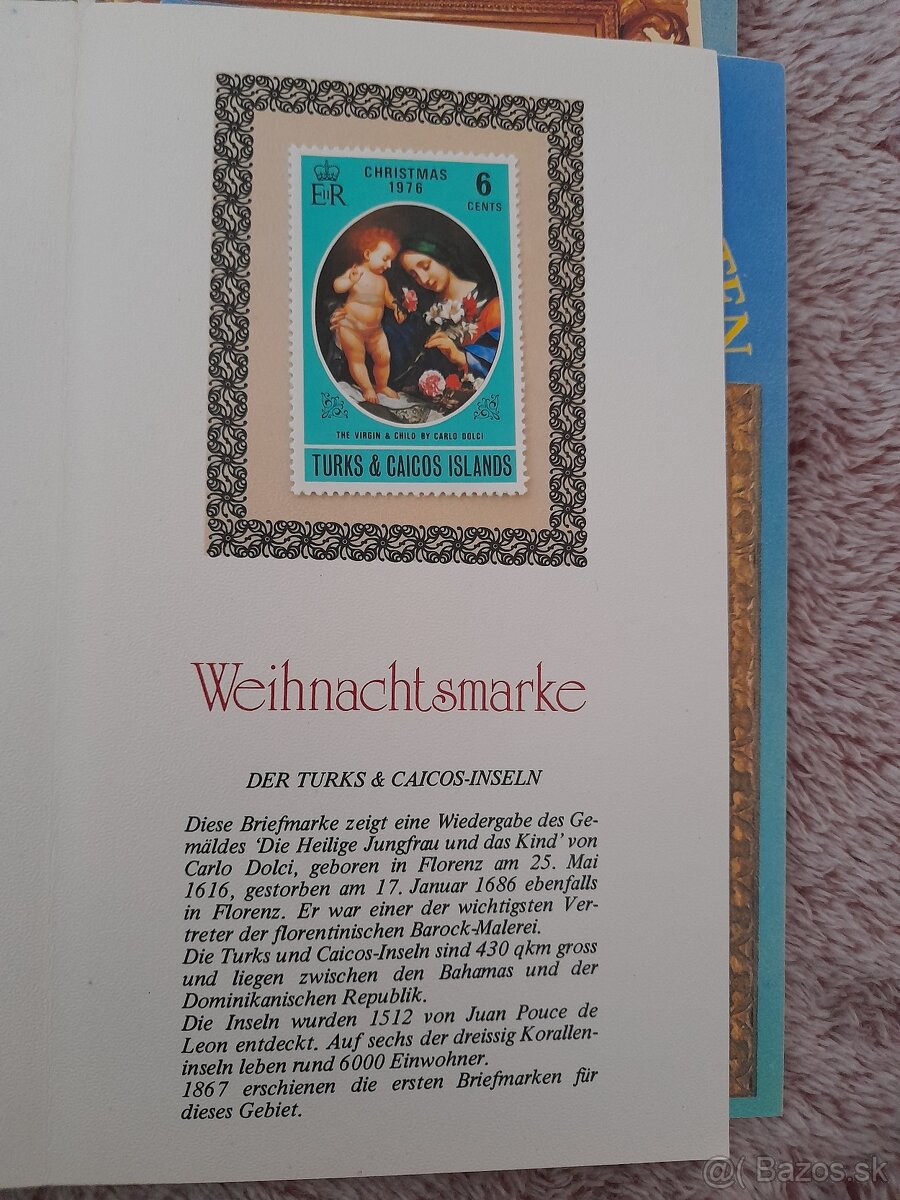 EIIR
CHRISTMAS
1976
6
CENTS
THE VIRGIN & CHILD BY CARLO DOLCI
TURKS & CAICOS ISLANDS
TEN
Weihnachtsmarke
DER TURKS & CAICOS-INSELN
Diese Briefmarke zeigt eine Wiedergabe des Ge-
mäldes 'Die Heilige Jungfrau und das Kind' von
Carlo Dolci, geboren in Florenz am 25. Mai
1616, gestorben am 17. Januar 1686 ebenfalls
in Florenz. Er war einer der wichtigsten Ver-
treter der florentinischen Barock-Malerei.
Die Turks und Caicos-Inseln sind 430 qkm gross
und liegen zwischen den Bahamas und der
Dominikanischen Republik.
Die Inseln wurden 1512 von Juan Pouce de
Leon entdeckt. Auf sechs der dreissig Korallen-
inseln leben rund 6000 Einwohner.
1867 erschienen die ersten Briefmarken für
dieses Gebiet.
@( Bazos.sk